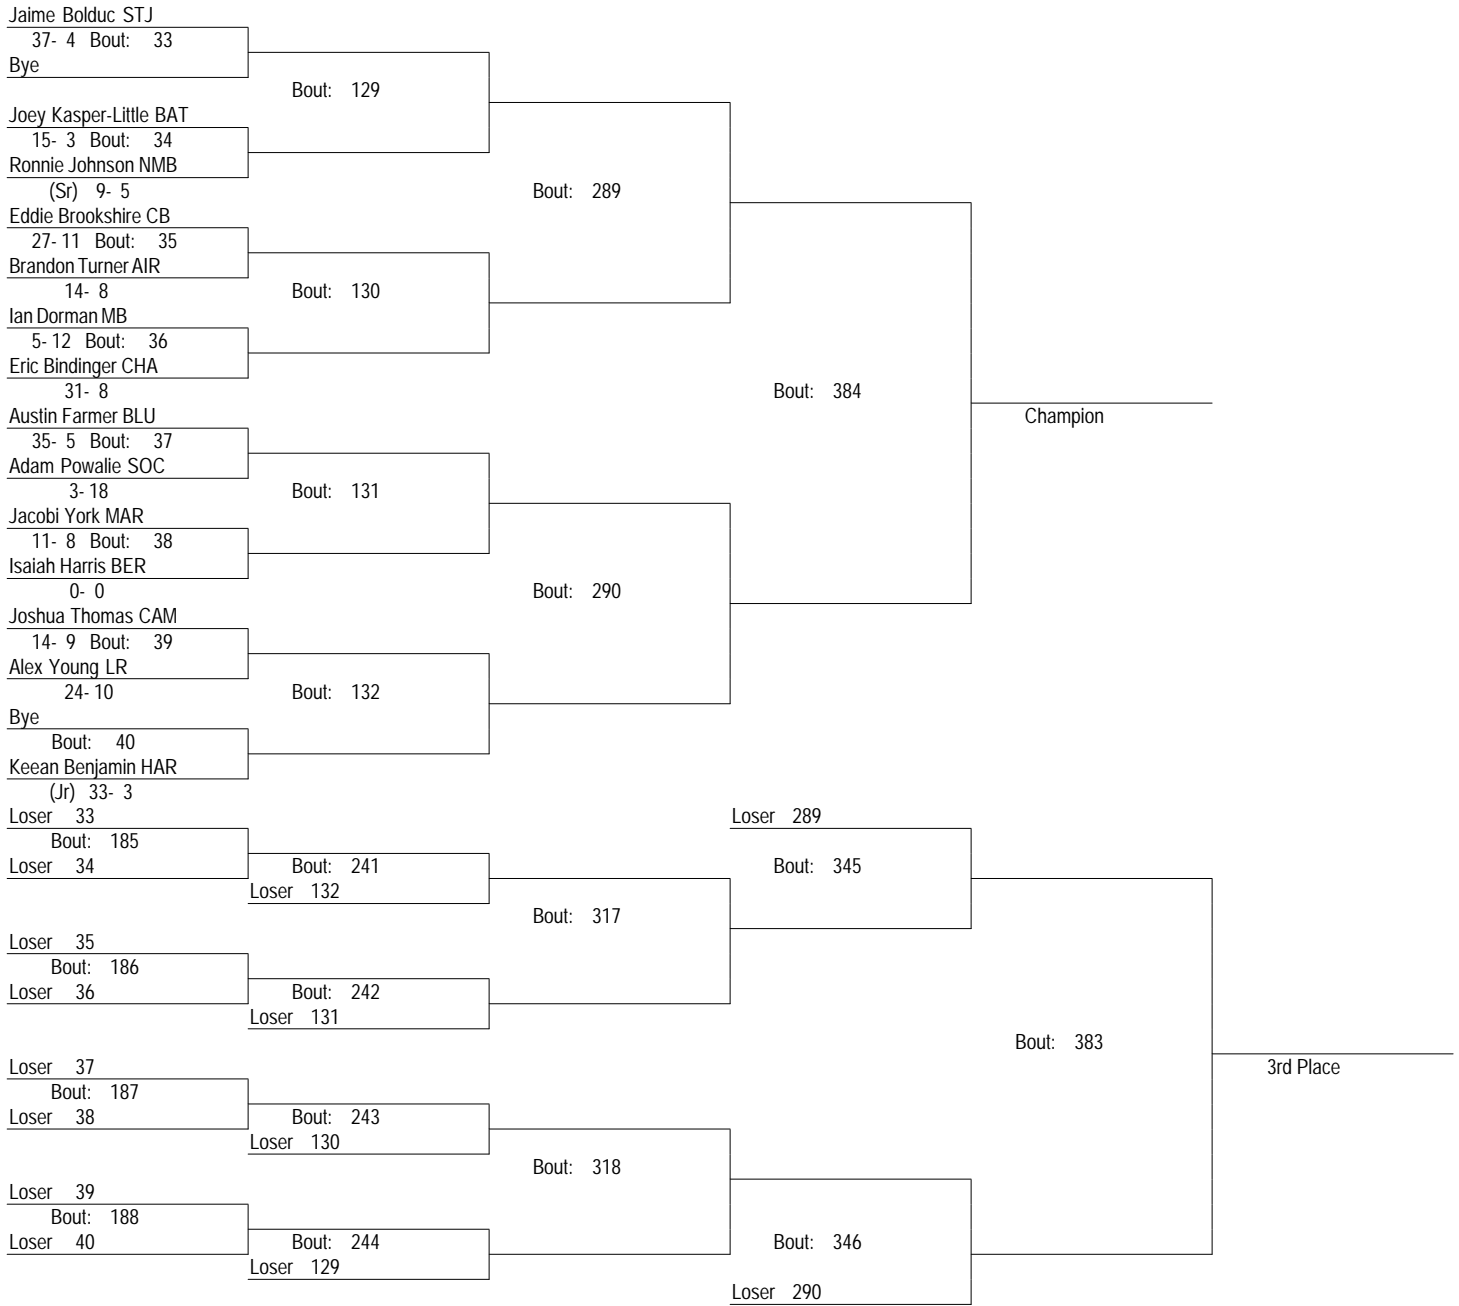 Jaime Bolduc STJ
37- 4 Bout: 33
Bye
Bout: 129
Joey Kasper-Little BAT
15- 3 Bout: 34
Ronnie Johnson NMB
(Sr) 9- 5
Bout: 289
Eddie Brookshire CB
27- 11 Bout: 35
Brandon Turner AIR
14- 8
Bout: 130
Ian Dorman MB
5- 12 Bout: 36
Eric Bindinger CHA
31- 8
Bout: 384
Champion
Austin Farmer BLU
35- 5 Bout: 37
Adam Powalie SOC
3- 18
Bout: 131
Jacobi York MAR
11- 8 Bout: 38
Isaiah Harris BER
0- 0
Bout: 290
Joshua Thomas CAM
14- 9 Bout: 39
Alex Young LR
24- 10
Bout: 132
Bye
Bout: 40
Keean Benjamin HAR
(Jr) 33- 3
Loser 33
Bout: 185
Loser 34
Bout: 241
Loser 132
Loser 289
Bout: 345
Bout: 317
Loser 35
Bout: 186
Loser 36
Bout: 242
Loser 131
Bout: 383
3rd Place
Loser 37
Bout: 187
Loser 38
Bout: 243
Loser 130
Bout: 318
Loser 39
Bout: 188
Loser 40
Bout: 244
Loser 129
Bout: 346
Loser 290